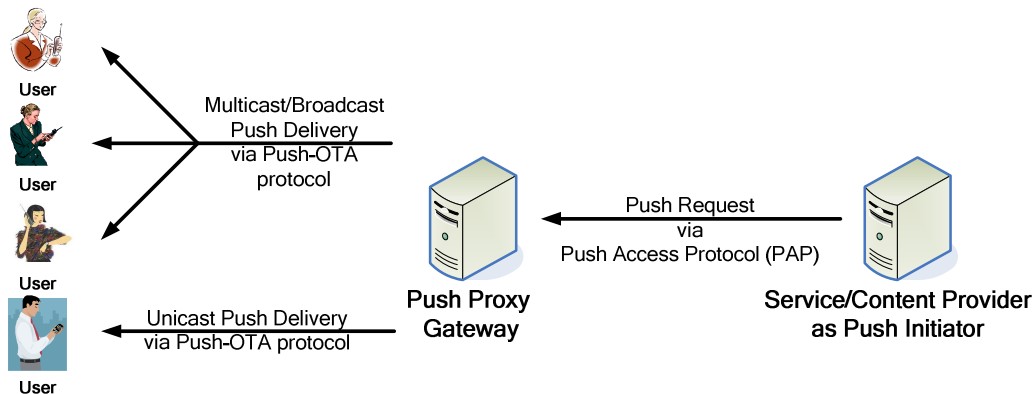 User
User
User
User
Multicast/Broadcast
Push Delivery
via Push-OTA
protocol
Unicast Push Delivery
via Push-OTA protocol
Push Proxy
Gateway
Push Request
via
Push Access Protocol (PAP)
Service/Content Provider
as Push Initiator